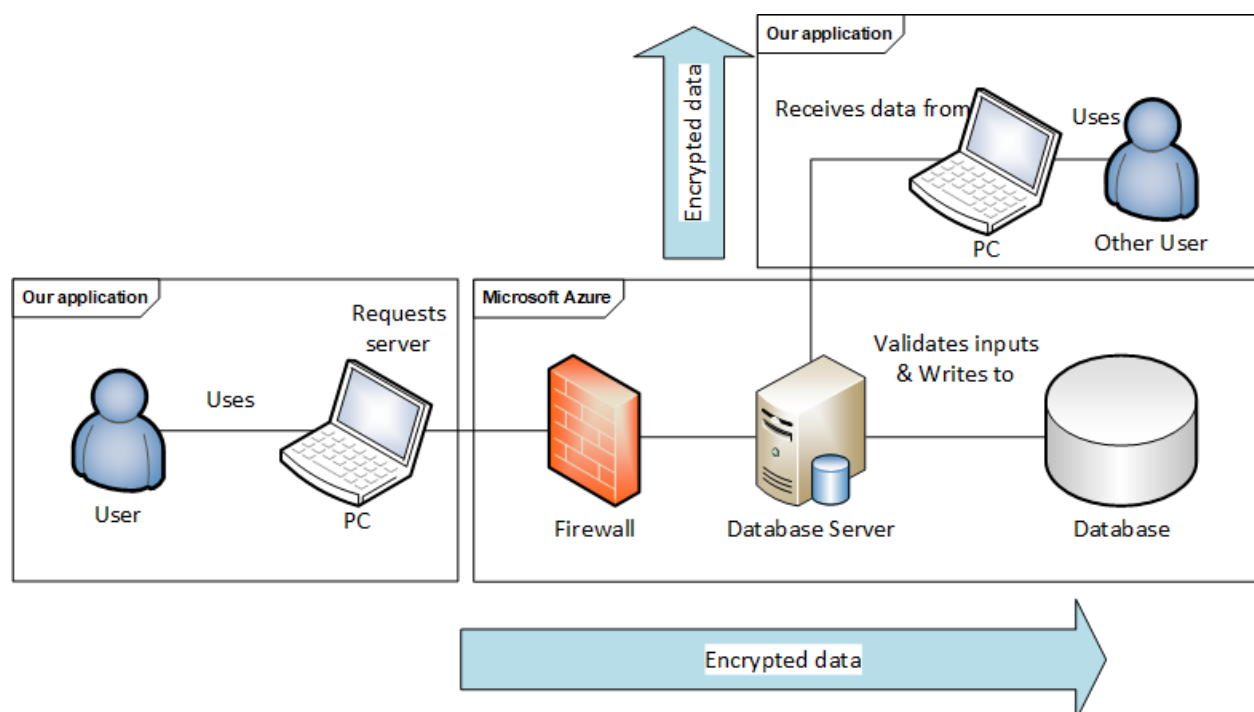 Our application
Encrypted data
Receives data from
Uses
PC
Other User
Our application
Requests
server
Uses
User
PC
Microsoft Azure
Validates inputs
& Writes to
Firewall
Database Server
Database
Encrypted data